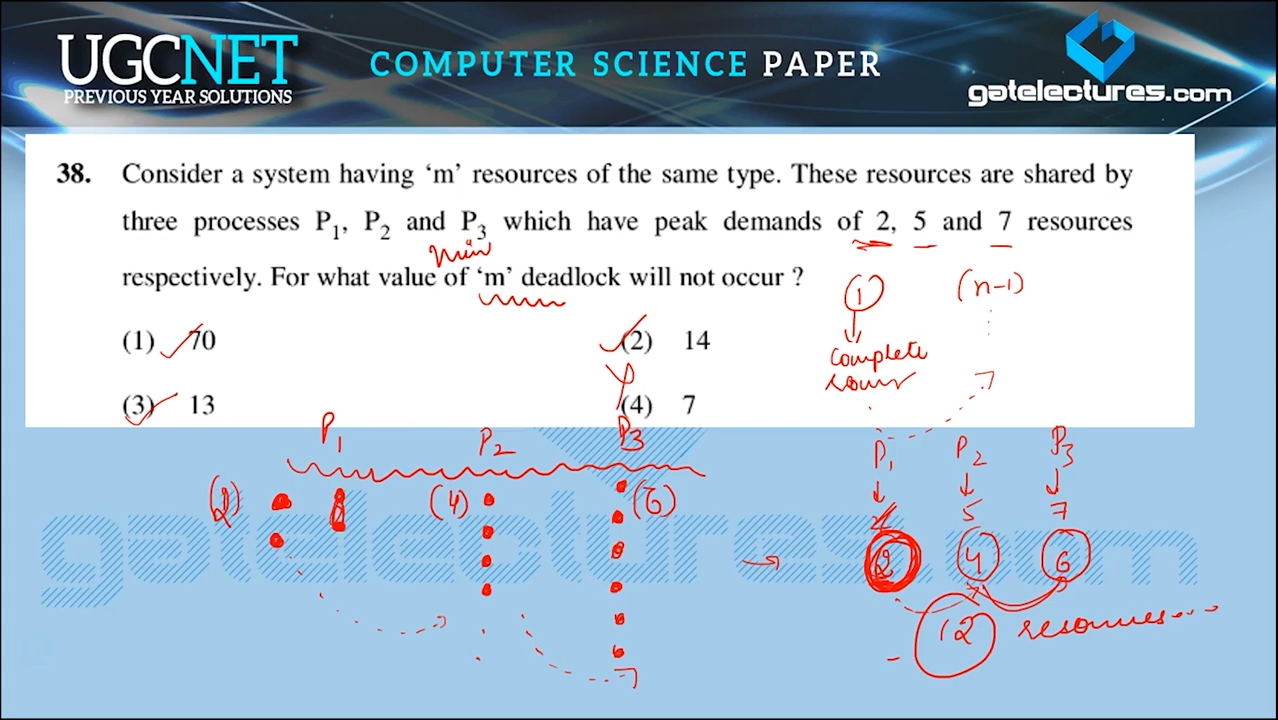 UGCNET
PREVIOUS YEAR SOLUTIONS
COMPUTER SCIENCE PAPER
gatelectures.com
38. Consider a system having ‘m’ resources of the same type. These resources are shared by
three processes P1, P2 and P3 which have peak demands of 2, 5 and 7 resources
min
respectively. For what value of ‘m’ deadlock will not occur ?
1 (n-1)
(1) 70 (2) 14
complete
(3) 13 (4) 7
P1 P2 P3
P1 P2 P3
(4) (6)
5 7
2 4 6
12 resources...
gatelectures.com